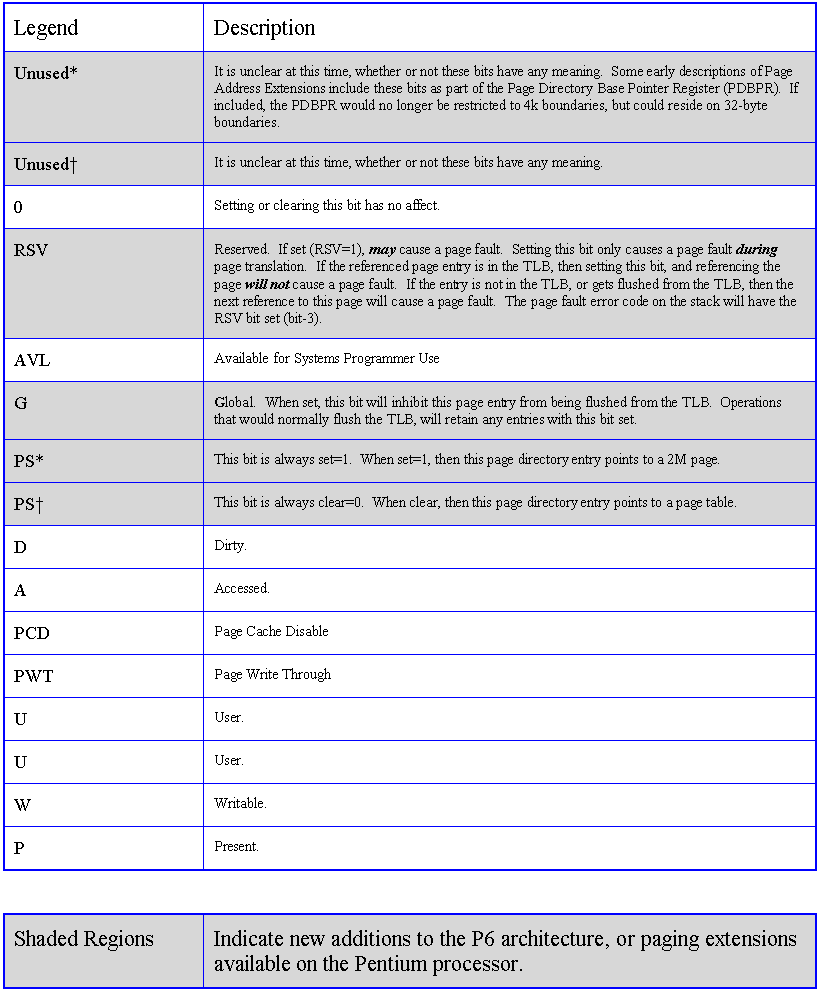 Legend Description
Unused* It is unclear at this time, whether or not these bits have any meaning. Some early descriptions of Page
Address Extensions include these bits as part of the Page Directory Base Pointer Register (PDBPR). If
included, the PDBPR would no longer be restricted to 4k boundaries, but could reside on 32-byte
boundaries.
Unused† It is unclear at this time, whether or not these bits have any meaning.
0 Setting or clearing this bit has no affect.
RSV Reserved. If set (RSV=1), may cause a page fault. Setting this bit only causes a page fault during
page translation. If the referenced page entry is in the TLB, then setting this bit, and referencing the
page will not cause a page fault. If the entry is not in the TLB, or gets flushed from the TLB, then the
next reference to this page will cause a page fault. The page fault error code on the stack will have the
RSV bit set (bit-3).
AVL Available for Systems Programmer Use
G Global. When set, this bit will inhibit this page entry from being flushed from the TLB. Operations
that would normally flush the TLB, will retain any entries with this bit set.
PS* This bit is always set=1. When set=1, then this page directory entry points to a 2M page.
PS† This bit is always clear=0. When clear, then this page directory entry points to a page table.
D Dirty.
A Accessed.
PCD Page Cache Disable
PWT Page Write Through
U User.
U User.
W Writable.
P Present.
Shaded Regions Indicate new additions to the P6 architecture, or paging extensions
available on the Pentium processor.